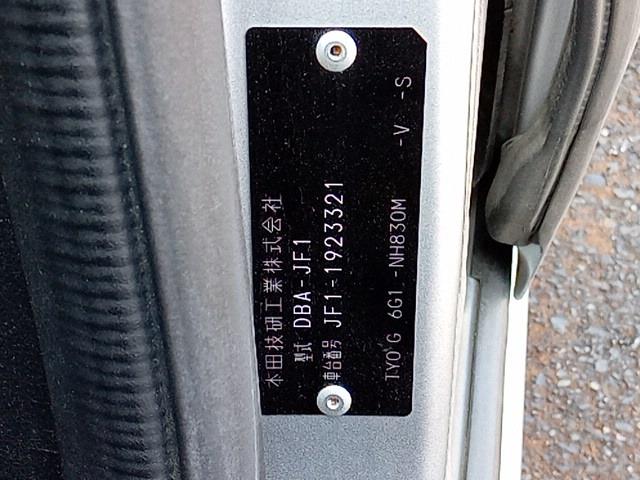 本田技研工業株式会社
型式 DBA-JF1
車台番号 JF1-1923321
TYO'G 6G1.-NH830M -V -S